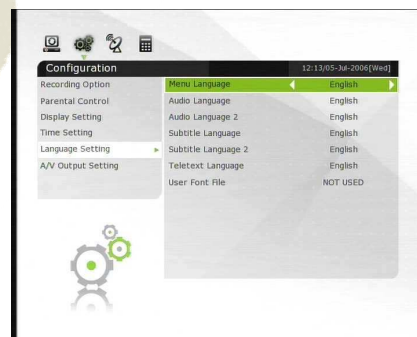 Configuration
12:13/05-Jul-2006[Wed]
Recording Option
Parental Control
Display Setting
Time Setting
Language Setting
A/V Output Setting
Menu Language English
Audio Language English
Audio Language 2 English
Subtitle Language English
Subtitle Language 2 English
Teletext Language English
User Font File NOT USED